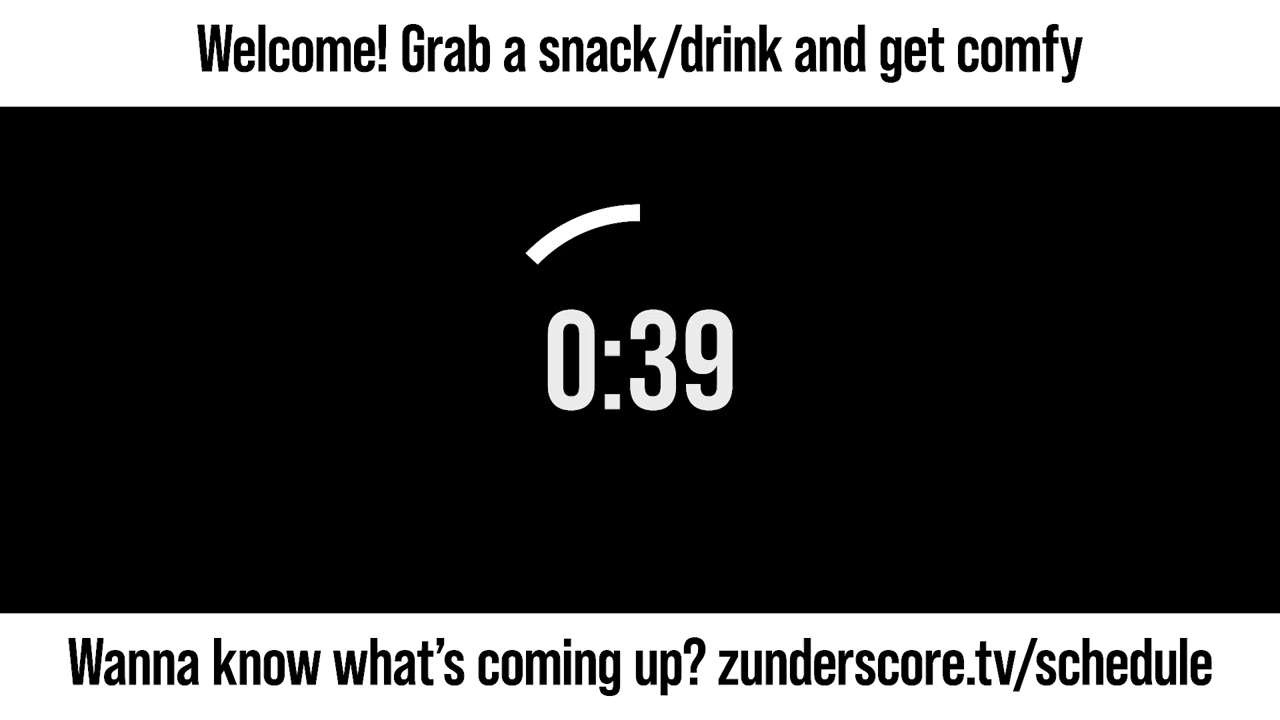 Welcome! Grab a snack/drink and get comfy
0:39
Wanna know what's coming up? zunderscore.tv/schedule